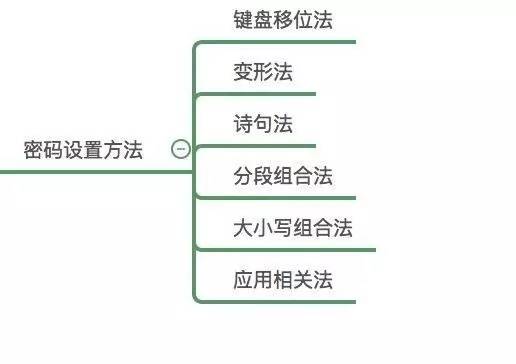 键盘移位法
变形法
诗句法
密码设置方法
分段组合法
大小写组合法
应用相关法